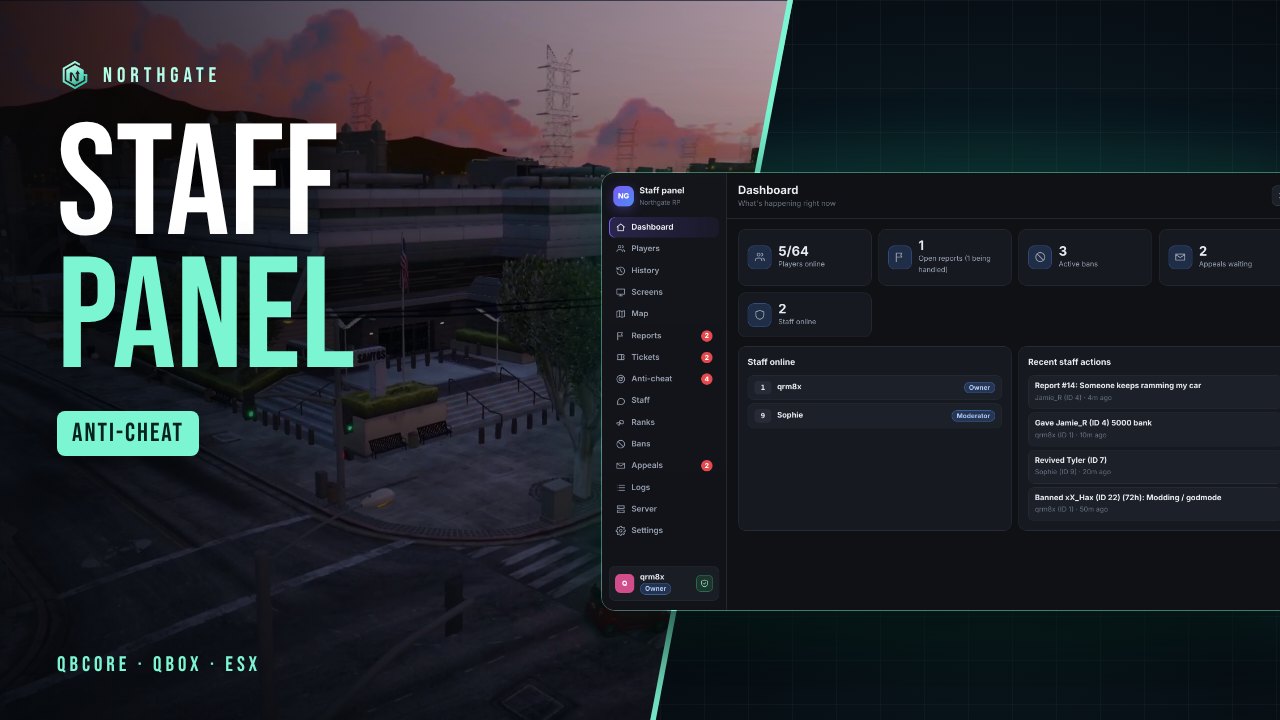 NORTHGATE
STAFF
PANEL
ANTI-CHEAT
QBCORE · QBOX · ESX
SANTOS
NG
Staff panel
Northgate RP
Dashboard
Players
History
Screens
Map
Reports 2
Tickets 2
Anti-cheat 4
Staff
Ranks
Bans
Appeals 2
Logs
Server
Settings
Q
qrm8x
Owner
Dashboard
What's happening right now
5/64
Players online
1
Open reports (1 being
handled)
3
Active bans
2
Appeals waiting
2
Staff online
Staff online
1 qrm8x Owner
9 Sophie Moderator
Recent staff actions
Report #14: Someone keeps ramming my car
Jamie_R (ID 4) · 4m ago
Gave Jamie_R (ID 4) 5000 bank
qrm8x (ID 1) · 10m ago
Revived Tyler (ID 7)
Sophie (ID 9) · 20m ago
Banned xX_Hax (ID 22) (72h): Modding / godmode
qrm8x (ID 1) · 50m ago